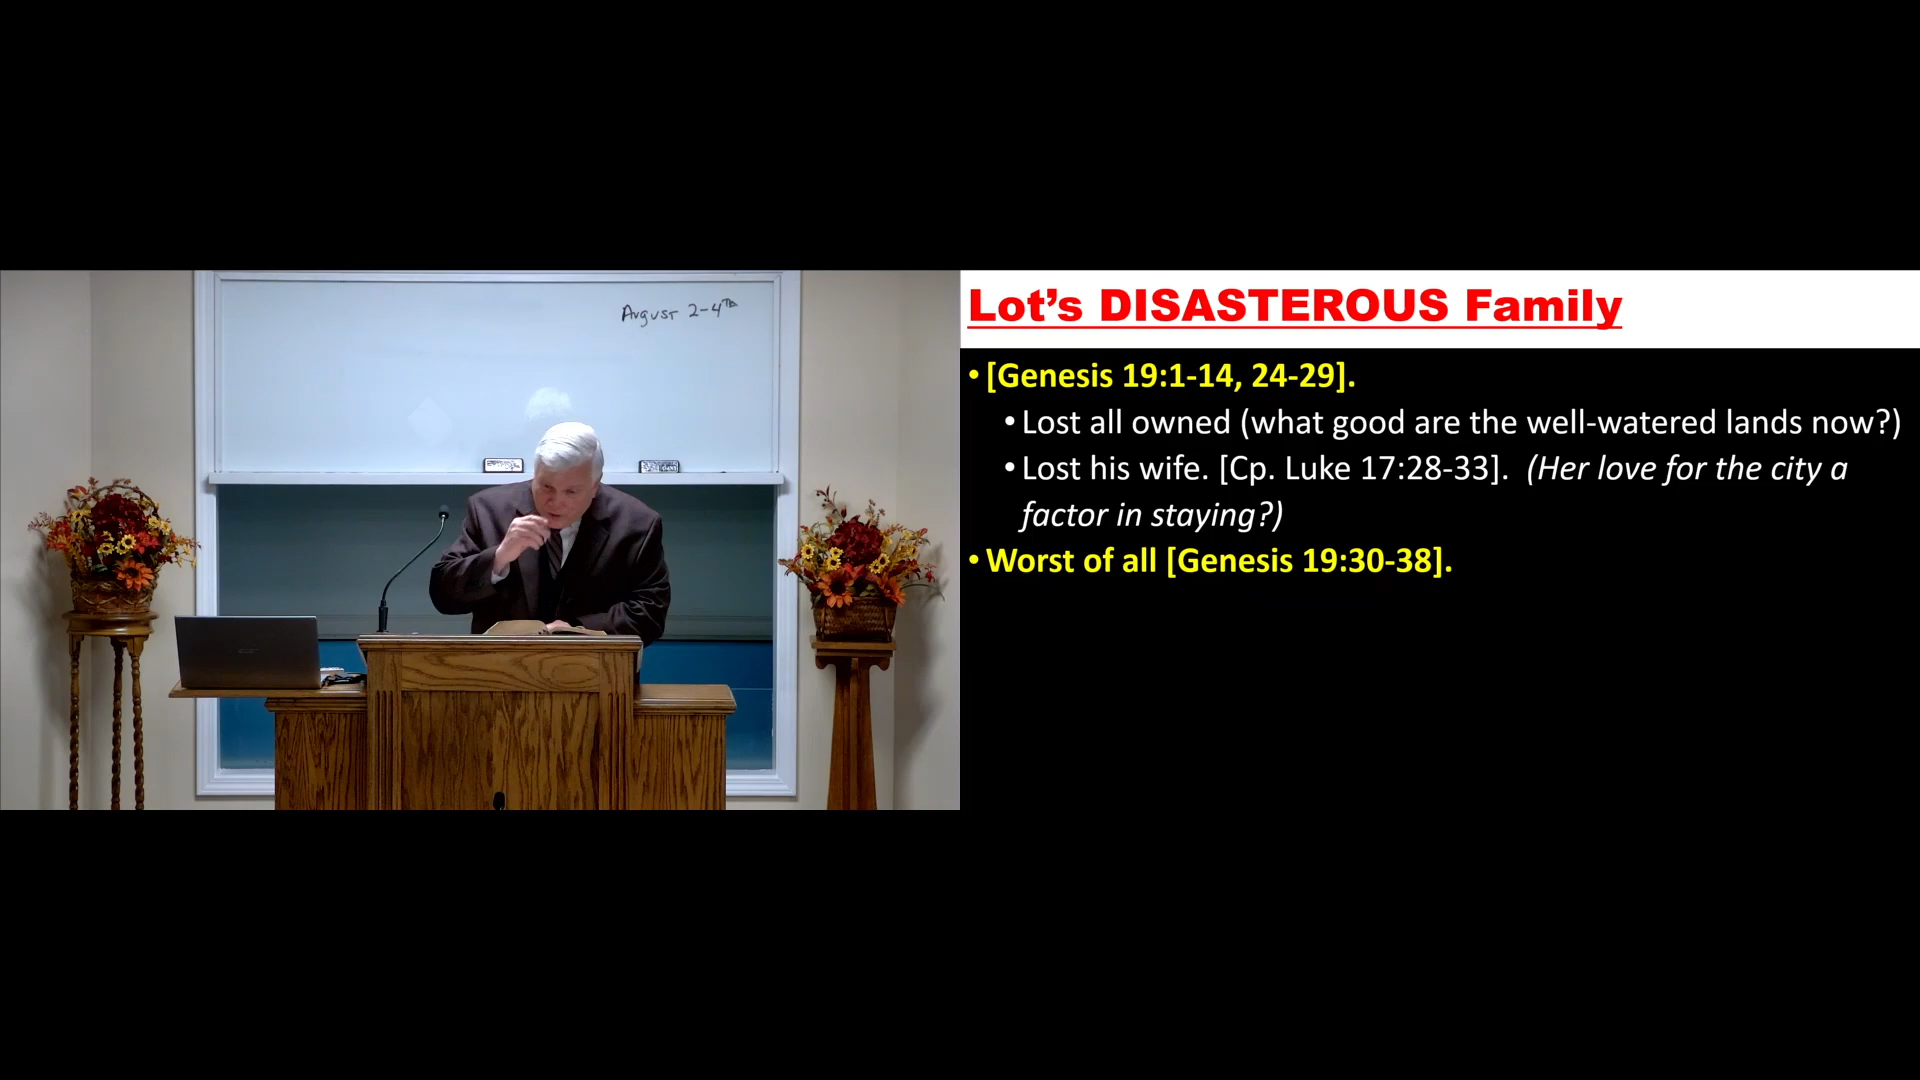 August 2-4TH
Lot’s DISASTEROUS Family
• [Genesis 19:1-14, 24-29].
• Lost all owned (what good are the well-watered lands now?)
• Lost his wife. [Cp. Luke 17:28-33]. (Her love for the city a
factor in staying?)
• Worst of all [Genesis 19:30-38].